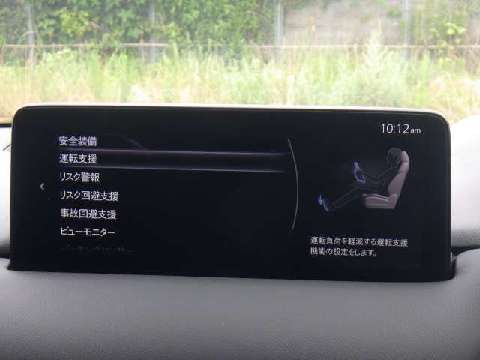 10:12am
安全装備
運転支援
リスク警報
リスク回避支援
事故回避支援
ビューモニター
運転負荷を軽減する運転支援
機能の設定をします。